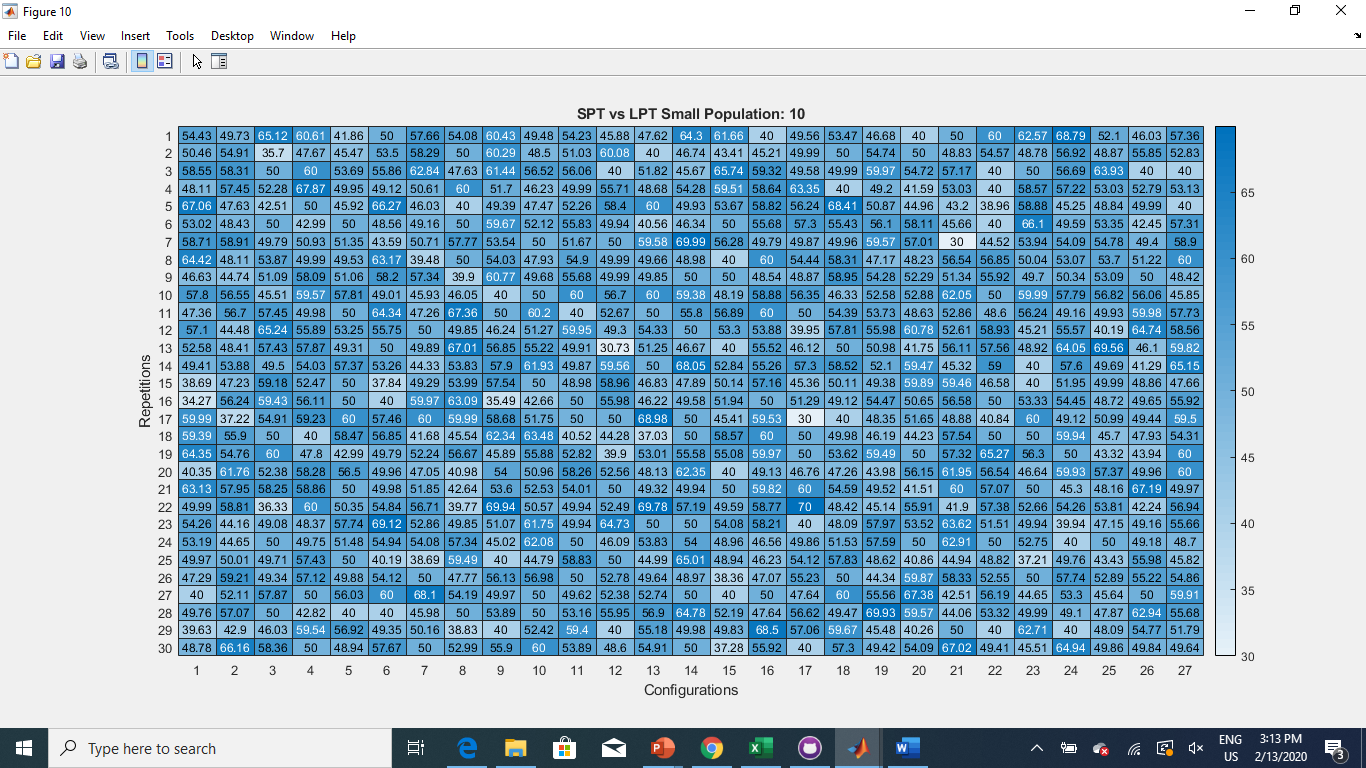 Figure 10
File Edit View Insert Tools Desktop Window Help
SPT vs LPT Small Population: 10
1 54.43 49.73 65.12 60.61 41.86 50 57.66 54.08 60.43 49.48 54.23 45.88 47.62 64.3 61.66 40 49.56 53.47 46.68 40 50 60 62.57 68.79 52.1 46.03 57.36
2 50.46 54.91 35.7 47.67 45.47 53.5 58.29 50 60.29 48.5 51.03 60.08 40 46.74 43.41 45.21 49.99 50 54.74 50 48.83 54.57 48.78 56.92 48.87 55.85 52.83
3 58.55 58.31 50 60 53.69 55.86 62.84 47.63 61.44 56.52 56.06 40 51.82 45.67 65.74 59.32 49.58 49.99 59.97 54.72 57.17 40 50 56.69 63.93 40 40
4 48.11 57.45 52.28 67.87 49.95 49.12 50.61 60 51.7 46.23 49.99 55.71 48.68 54.28 59.51 58.64 63.35 40 49.2 41.59 53.03 40 58.57 57.22 53.03 52.79 53.13
5 67.06 47.63 42.51 50 45.92 66.27 46.03 40 49.39 47.47 52.26 58.4 60 49.93 53.67 58.82 56.24 68.41 50.87 44.96 43.2 38.96 58.88 45.25 48.84 49.99 40
6 53.02 48.43 50 42.99 50 48.56 49.16 50 59.67 52.12 55.83 49.94 40.56 46.34 50 55.68 57.3 55.43 56.1 58.11 45.66 40 66.1 49.59 53.35 42.45 57.31
7 58.71 58.91 49.79 50.93 51.35 43.59 50.71 57.77 53.54 50 51.67 50 59.58 69.99 56.28 49.79 49.87 49.96 59.57 57.01 30 44.52 53.94 54.09 54.78 49.4 58.9
8 64.42 48.11 53.87 49.99 49.53 63.17 39.48 50 54.03 47.93 54.9 49.99 49.66 48.98 40 60 54.44 58.31 47.17 48.23 56.54 56.85 50.04 53.07 53.7 51.22 60
9 46.63 44.74 51.09 58.09 51.06 58.2 57.34 39.9 60.77 49.68 55.68 49.99 49.85 50 50 48.54 48.87 58.95 54.28 52.29 51.34 55.92 49.7 50.34 53.09 50 48.42
10 57.8 56.55 45.51 59.57 57.81 49.01 45.93 46.05 40 50 60 56.7 60 59.38 48.19 58.88 56.35 46.33 52.58 52.88 62.05 50 59.99 57.79 56.82 56.06 45.85
11 47.36 56.7 57.45 49.98 50 64.34 47.26 67.36 50 60.2 40 52.67 50 55.8 56.89 60 50 54.39 53.73 48.63 52.86 48.6 56.24 49.16 49.93 59.98 57.73
12 57.1 44.48 65.24 55.89 53.25 55.75 50 49.85 46.24 51.27 59.95 49.3 54.33 50 53.3 53.88 39.95 57.81 55.98 60.78 52.61 58.93 45.21 55.57 40.19 64.74 58.56
13 52.58 48.41 57.43 57.87 49.31 50 49.89 67.01 56.85 55.22 49.91 30.73 51.25 46.67 40 55.52 46.12 50 50.98 41.75 56.11 57.56 48.92 64.05 69.56 46.1 59.82
14 49.41 53.88 49.5 54.03 57.37 53.26 44.33 53.83 57.9 61.93 49.87 59.56 50 68.05 52.84 55.26 57.3 58.52 52.1 59.47 45.32 59 40 57.6 49.69 41.29 65.15
15 38.69 47.23 59.18 52.47 50 37.84 49.29 53.99 57.54 50 48.98 58.96 46.83 47.89 50.14 57.16 45.36 50.11 49.38 59.89 59.46 46.58 40 51.95 49.99 48.86 47.66
16 34.27 56.24 59.43 56.11 50 40 59.97 63.09 35.49 42.66 50 55.98 46.22 49.58 51.94 50 51.29 49.12 54.47 50.65 56.58 50 53.33 54.45 48.72 49.65 55.92
17 59.99 37.22 54.91 59.23 60 57.46 60 59.99 58.68 51.75 50 50 68.98 50 45.41 59.53 30 40 48.35 51.65 48.88 40.84 60 49.12 50.99 49.44 59.5
18 59.39 55.9 50 40 58.47 56.85 41.68 45.54 62.34 63.48 40.52 44.28 37.03 50 58.57 60 50 49.98 46.19 44.23 57.54 50 50 59.94 45.7 47.93 54.31
19 64.35 54.76 60 47.8 42.99 49.79 52.24 56.67 45.89 55.88 52.82 39.9 53.01 55.58 55.08 59.97 50 53.62 59.49 50 57.32 65.27 56.3 50 43.32 43.94 60
20 40.35 61.76 52.38 58.28 56.5 49.96 47.05 40.98 54 50.96 58.26 52.56 48.13 62.35 40 49.13 46.76 47.26 43.98 56.15 61.95 56.54 46.64 59.93 57.37 49.96 60
21 63.13 57.95 58.25 58.86 50 49.98 51.85 42.64 53.6 52.53 54.01 50 49.32 49.94 50 59.82 60 54.59 49.52 41.51 60 57.07 50 45.3 48.16 67.19 49.97
22 49.99 58.81 36.33 60 50.35 54.84 56.71 39.77 69.94 50.57 49.94 52.49 69.78 57.19 49.59 58.77 70 48.42 45.14 55.91 41.9 57.38 52.66 54.26 53.81 42.24 56.94
23 54.26 44.16 49.08 48.37 57.74 69.12 52.86 49.85 51.07 61.75 49.94 64.73 50 50 54.08 58.21 40 48.09 57.97 53.52 63.62 51.51 49.94 39.94 47.15 49.16 55.66
24 53.19 44.65 50 49.75 51.48 54.94 54.08 57.34 45.02 62.08 50 46.09 53.83 54 48.96 46.56 49.86 51.53 57.59 50 62.91 50 52.75 40 50 49.18 48.7
25 49.97 50.01 49.71 57.43 50 40.19 38.69 59.49 40 44.79 58.83 50 44.99 65.01 48.94 46.23 54.12 57.83 48.62 40.86 44.94 48.82 37.21 49.76 43.43 55.98 45.82
26 47.29 59.21 49.34 57.12 49.88 54.12 50 47.77 56.13 56.98 50 52.78 49.64 48.97 38.36 47.07 55.23 50 44.34 59.87 58.33 52.55 50 57.74 52.89 55.22 54.86
27 40 52.11 57.87 50 56.03 60 68.1 54.19 49.97 50 49.62 52.38 52.74 50 40 50 47.64 60 55.56 67.38 42.51 56.19 44.65 53.3 45.64 50 59.91
28 49.76 57.07 50 42.82 40 40 45.98 50 53.89 50 53.16 55.95 56.9 64.78 52.19 47.64 56.62 49.47 69.93 59.57 44.06 53.32 49.99 49.1 47.87 62.94 55.68
29 39.63 42.9 46.03 59.54 56.92 49.35 50.16 38.83 40 52.42 59.4 40 55.18 49.98 49.83 68.5 57.06 59.67 45.48 40.26 50 40 62.71 40 48.09 54.77 51.79
30 48.78 66.16 58.36 50 48.94 57.67 50 52.99 55.9 60 53.89 48.6 54.91 50 37.28 55.92 40 57.3 49.42 54.09 67.02 49.41 45.51 64.94 49.86 49.84 49.64
1 2 3 4 5 6 7 8 9 10 11 12 13 14 15 16 17 18 19 20 21 22 23 24 25 26 27
Configurations
Repetitions
65
60
55
50
45
40
35
30
Type here to search
ENG
US
3:13 PM
2/13/2020
3